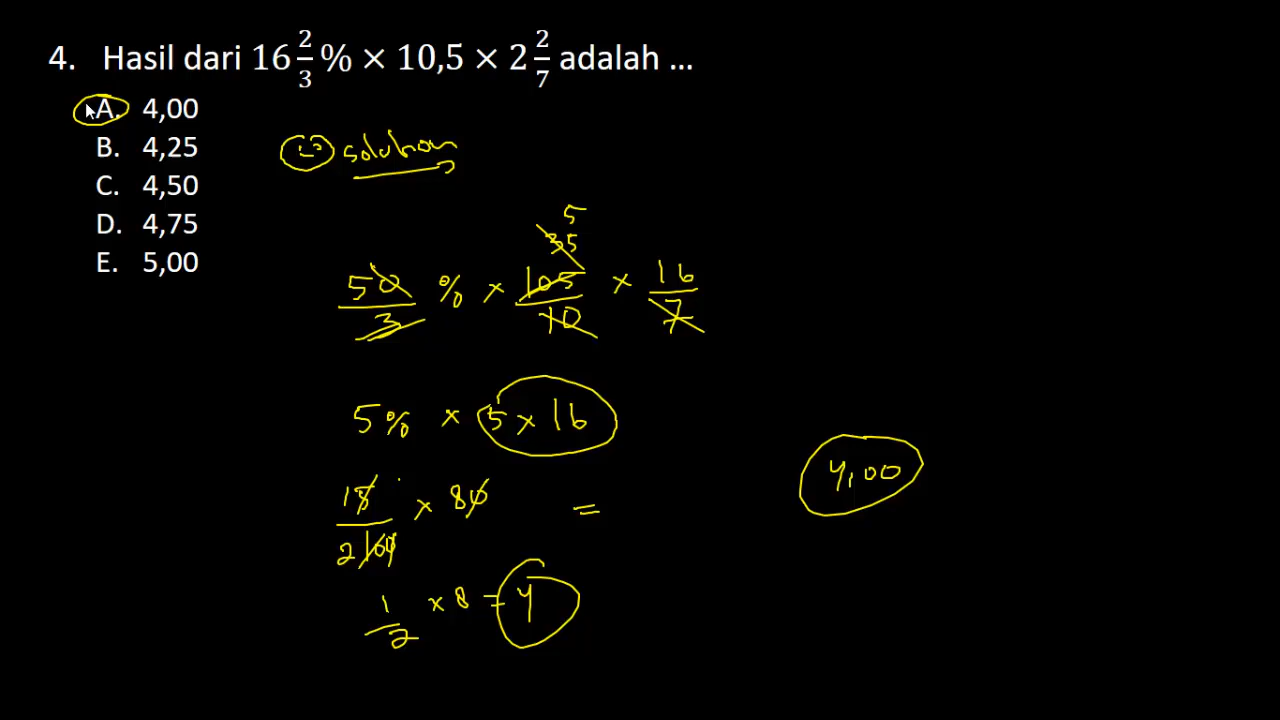 4. Hasil dari 16 2/3 % × 10,5 × 2 2/7 adalah ...
A. 4,00
B. 4,25
C. 4,50
D. 4,75
E. 5,00
solution
5
35
50/3 % × 105/10 × 16/7
5% × 5 × 16
4,00
15/2100 × 80 =
1/2 × 8 = 4